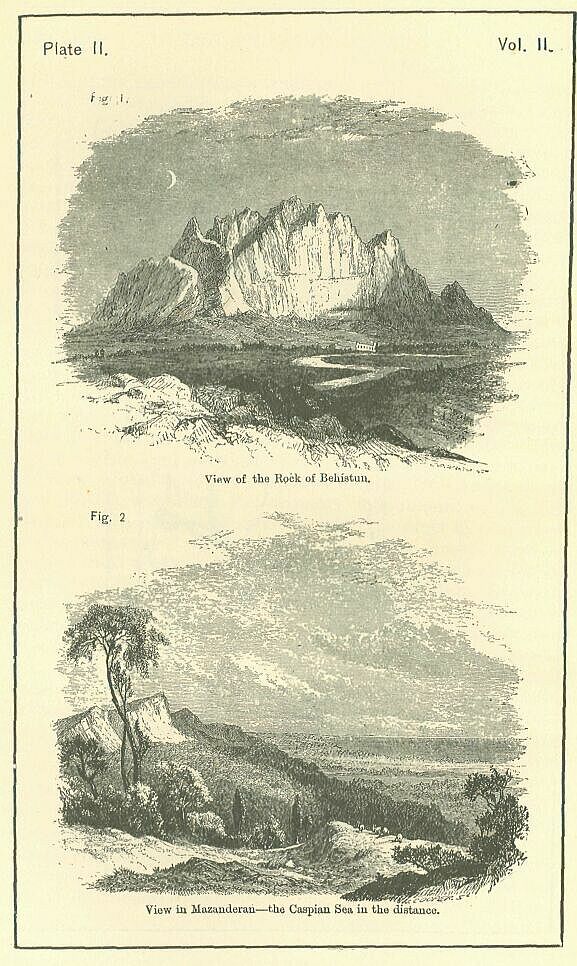 Plate II.
Vol. II.
Fig. 1.
View of the Rock of Behistun.
Fig. 2
View in Mazanderan—the Caspian Sea in the distance.